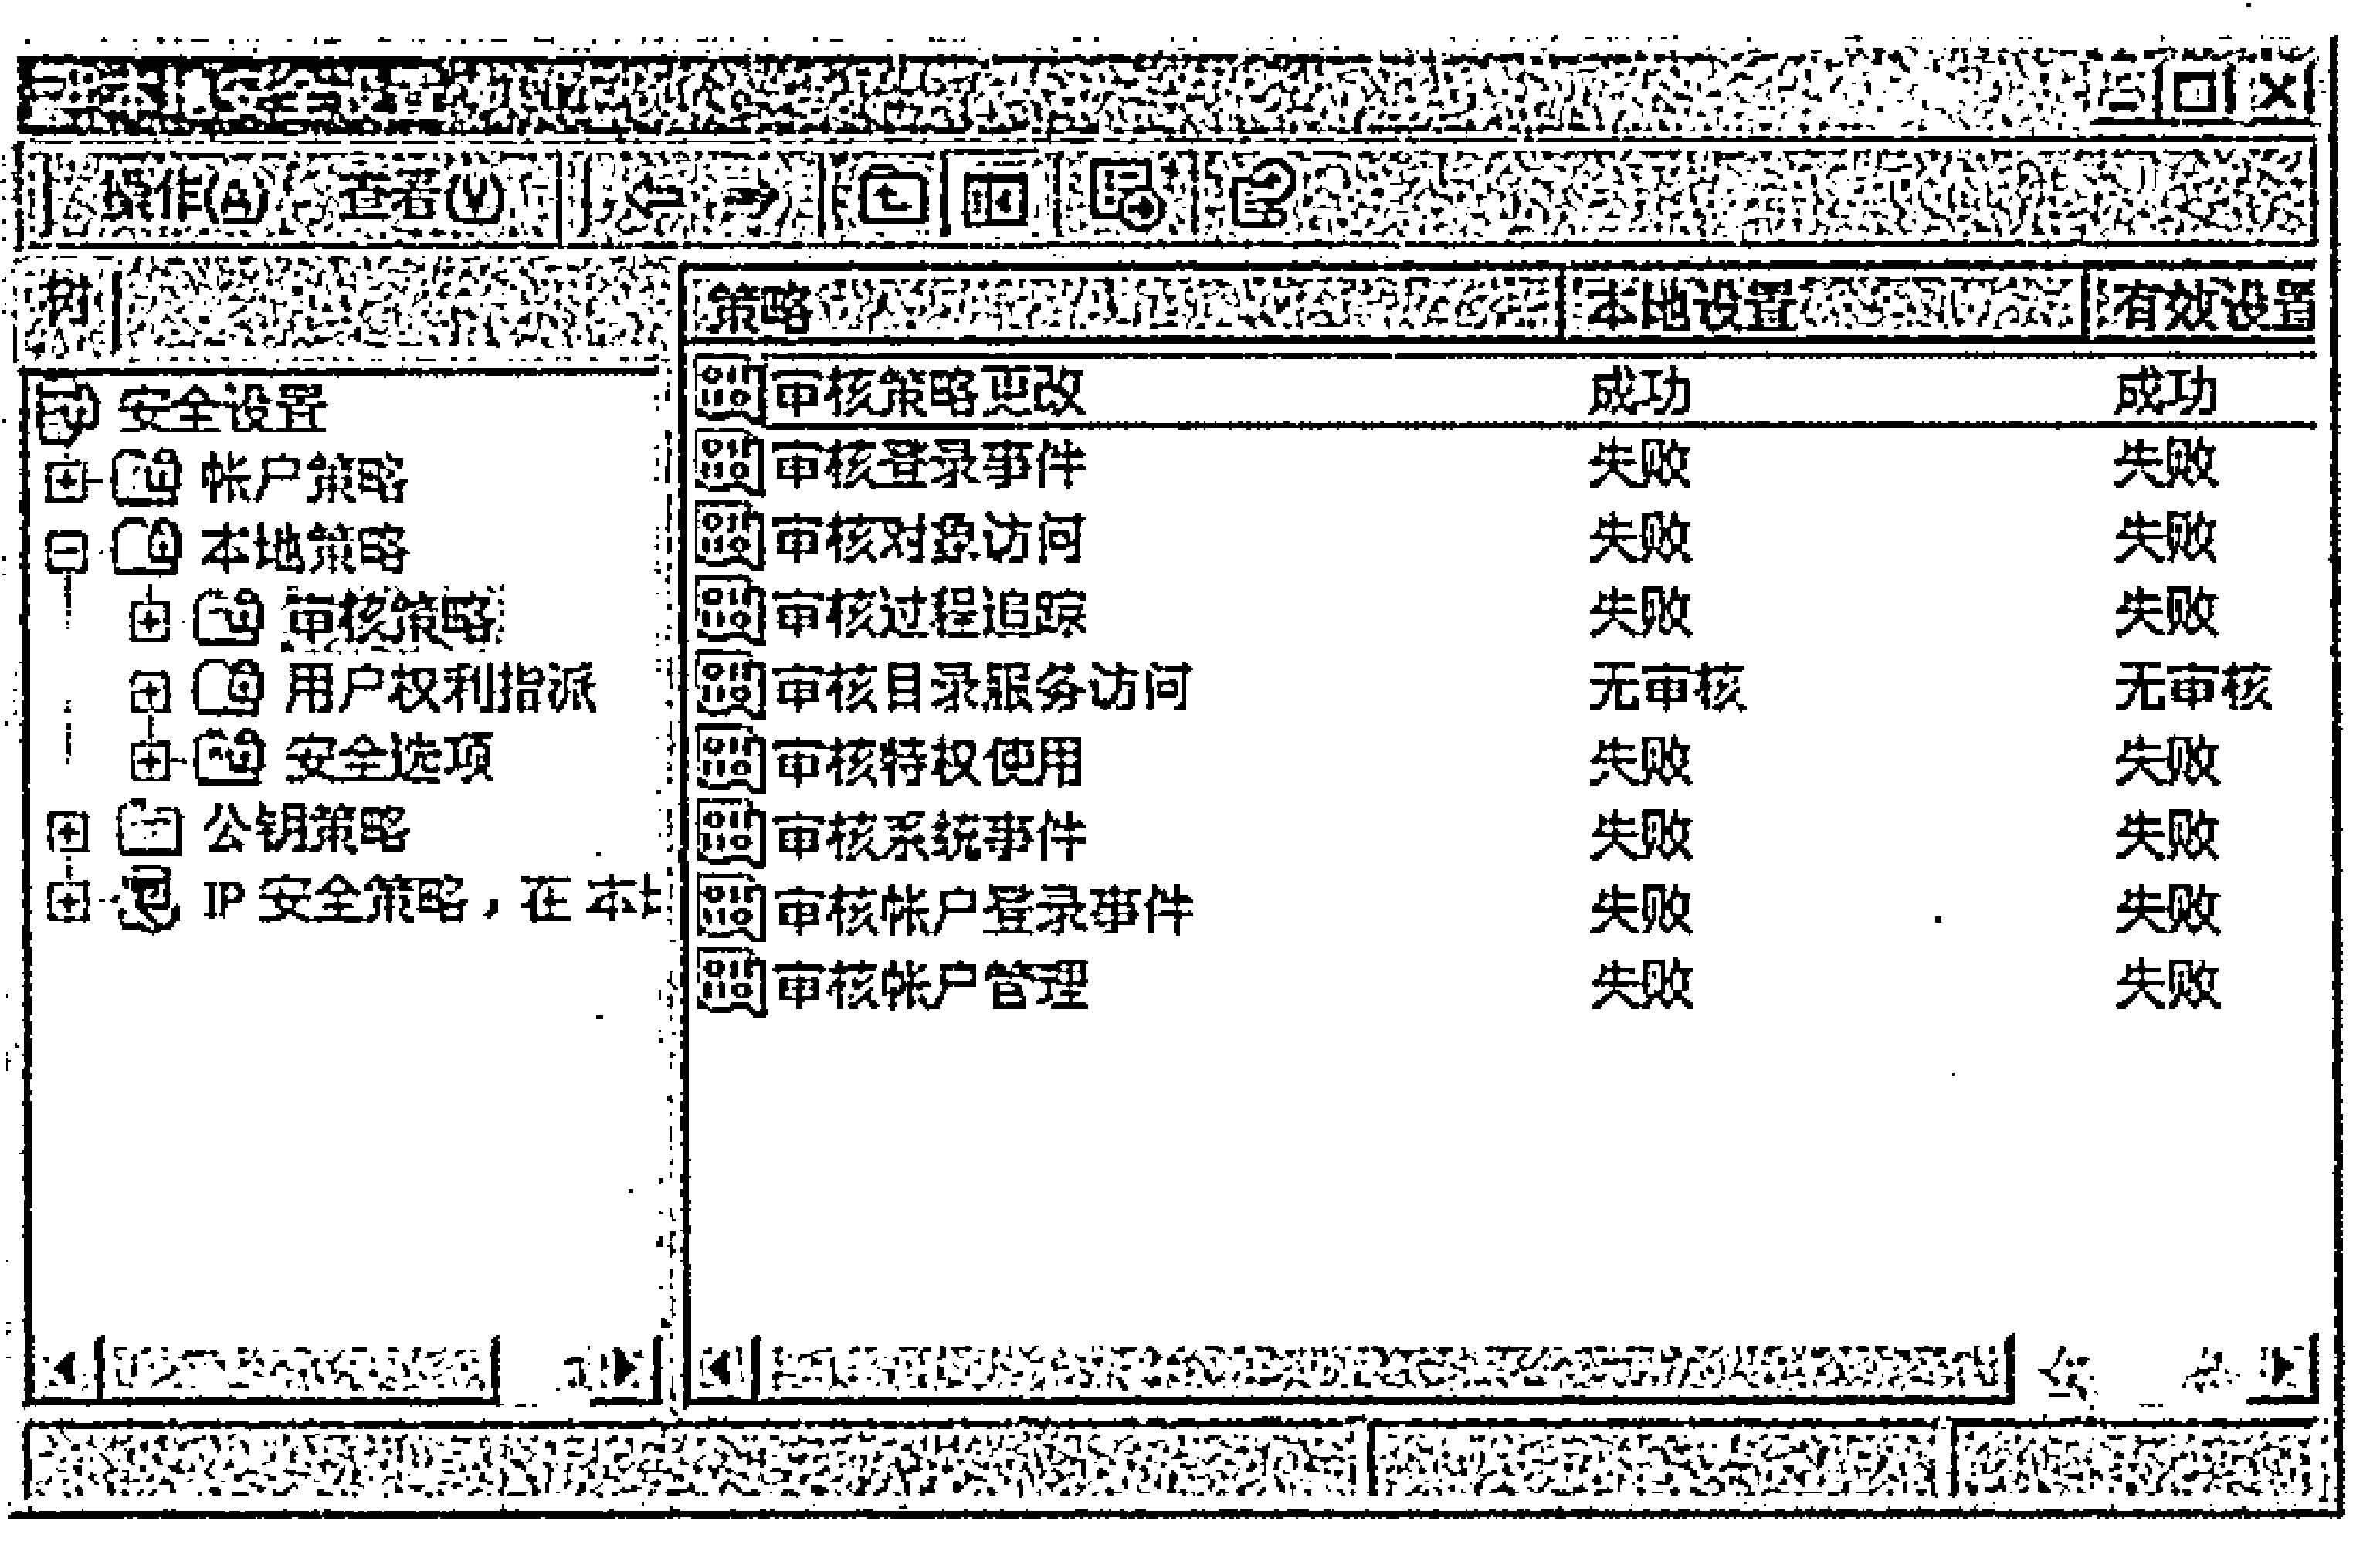 本地安全设置
操作(A) 查看(V)
树
策略 本地设置 有效设置
安全设置
帐户策略
本地策略
审核策略
用户权利指派
安全选项
公钥策略
IP 安全策略，在 本地
审核策略更改 成功 成功
审核登录事件 失败 失败
审核对象访问 失败 失败
审核过程追踪 失败 失败
审核目录服务访问 无审核 无审核
审核特权使用 失败 失败
审核系统事件 失败 失败
审核帐户登录事件 失败 失败
审核帐户管理 失败 失败